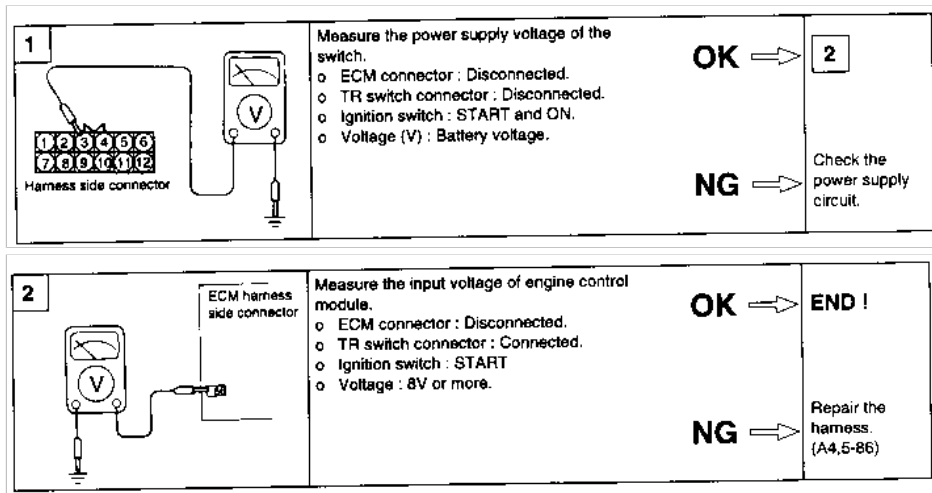 1
V
1 2 3 4 5 6
7 8 9 10 11 12
Harness side connector
Measure the power supply voltage of the
switch.
o ECM connector : Disconnected.
o TR switch connector : Disconnected.
o Ignition switch : START and ON.
o Voltage (V) : Battery voltage.
OK
2
NG
Check the
power supply
circuit.
2
ECM harness
side connector
V
Measure the input voltage of engine control
module.
o ECM connector : Disconnected.
o TR switch connector : Connected.
o Ignition switch : START
o Voltage : 8V or more.
OK
END !
NG
Repair the
harness.
(A4,5-86)